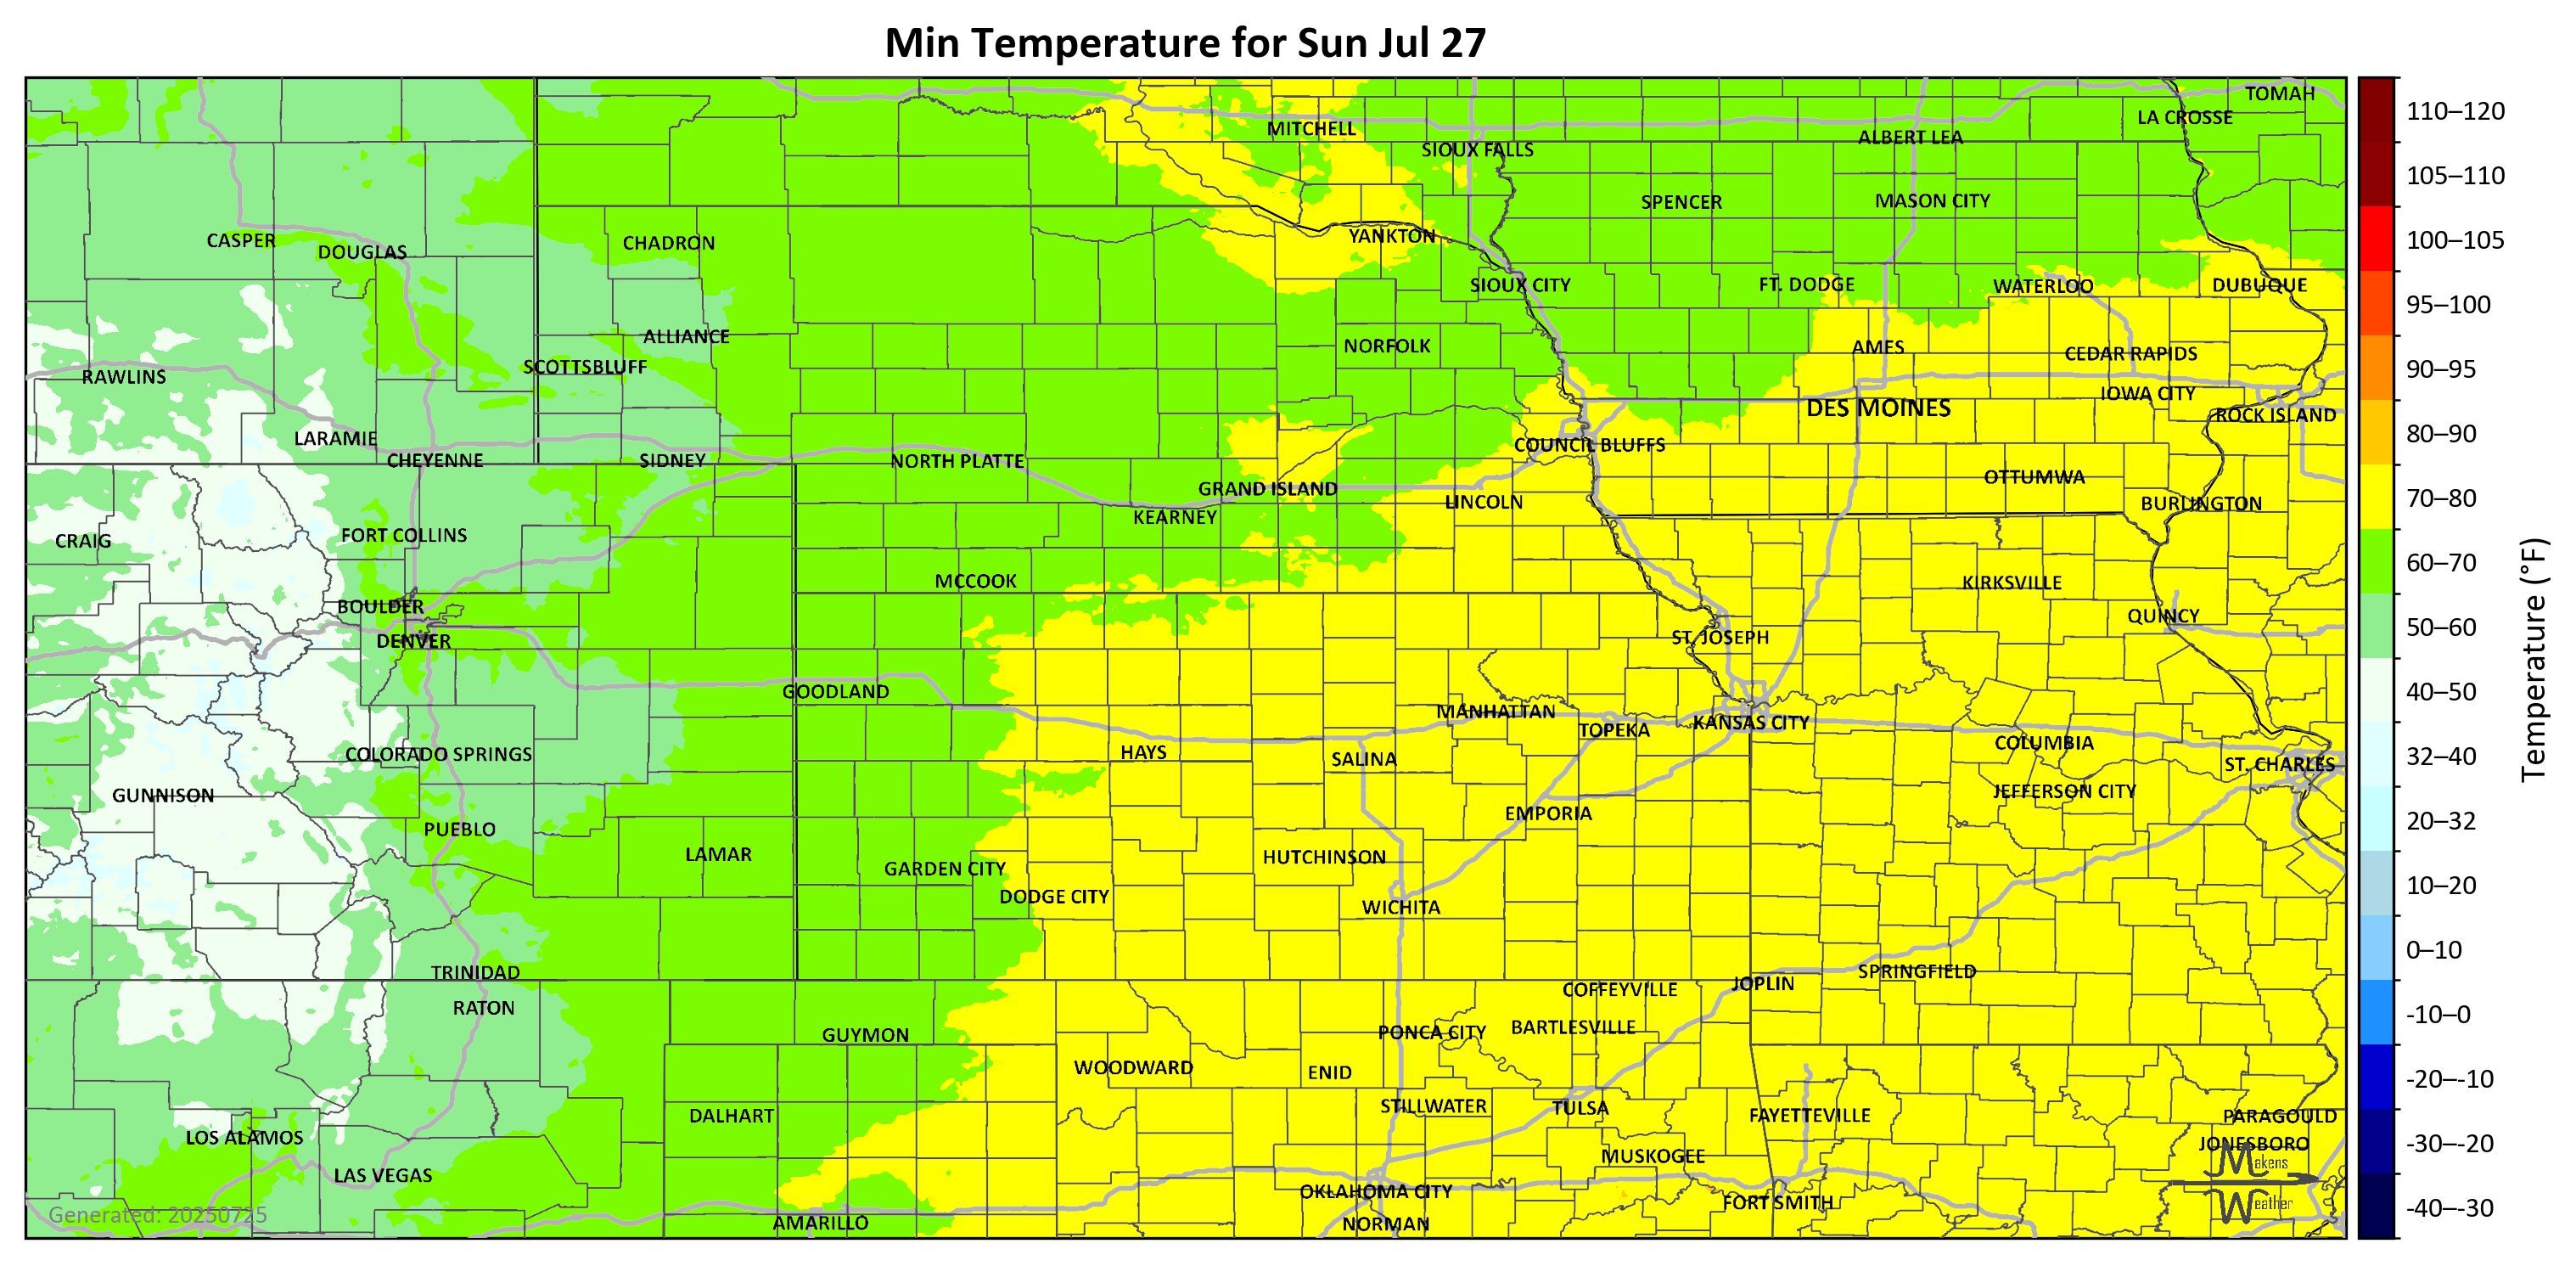 Min Temperature for Sun Jul 27
TOMAH
LA CROSSE
MITCHELL
ALBERT LEA
SIOUX FALLS
SPENCER
MASON CITY
CASPER
DOUGLAS
CHADRON
YANKTON
SIOUX CITY
FT. DODGE
WATERLOO
DUBUQUE
ALLIANCE
NORFOLK
AMES
CEDAR RAPIDS
SCOTTSBLUFF
RAWLINS
IOWA CITY
DES MOINES
ROCK ISLAND
LARAMIE
COUNCIL BLUFFS
CHEYENNE
SIDNEY
NORTH PLATTE
OTTUMWA
GRAND ISLAND
LINCOLN
BURLINGTON
KEARNEY
FORT COLLINS
CRAIG
MCCOOK
KIRKSVILLE
BOULDER
QUINCY
DENVER
ST. JOSEPH
GOODLAND
MANHATTAN
KANSAS CITY
TOPEKA
COLUMBIA
COLORADO SPRINGS
HAYS
SALINA
ST. CHARLES
GUNNISON
JEFFERSON CITY
EMPORIA
PUEBLO
LAMAR
HUTCHINSON
GARDEN CITY
DODGE CITY
WICHITA
TRINIDAD
SPRINGFIELD
JOPLIN
COFFEYVILLE
RATON
BARTLESVILLE
PONCA CITY
GUYMON
WOODWARD
ENID
STILLWATER
TULSA
DALHART
FAYETTEVILLE
PARAGOULD
LOS ALAMOS
JONESBORO
MUSKOGEE
LAS VEGAS
OKLAHOMA CITY
FORT SMITH
AMARILLO
NORMAN
Generated: 20250725
Makens
Weather
110–120
105–110
100–105
95–100
90–95
80–90
70–80
60–70
50–60
40–50
32–40
20–32
10–20
0–10
-10–0
-20–-10
-30–-20
-40–-30
Temperature (°F)